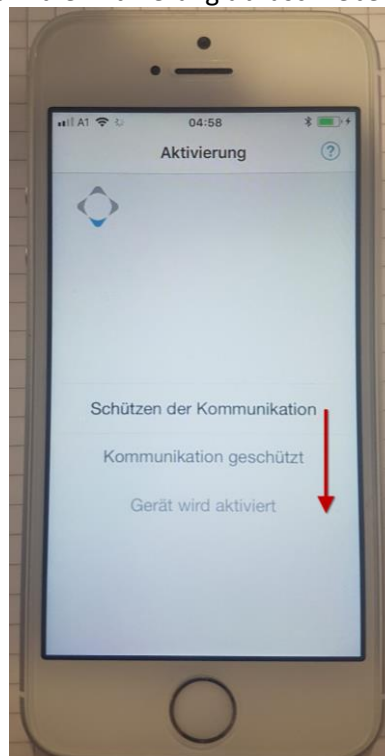 A1 04:58
Aktivierung ?
Schützen der Kommunikation
Kommunikation geschützt
Gerät wird aktiviert